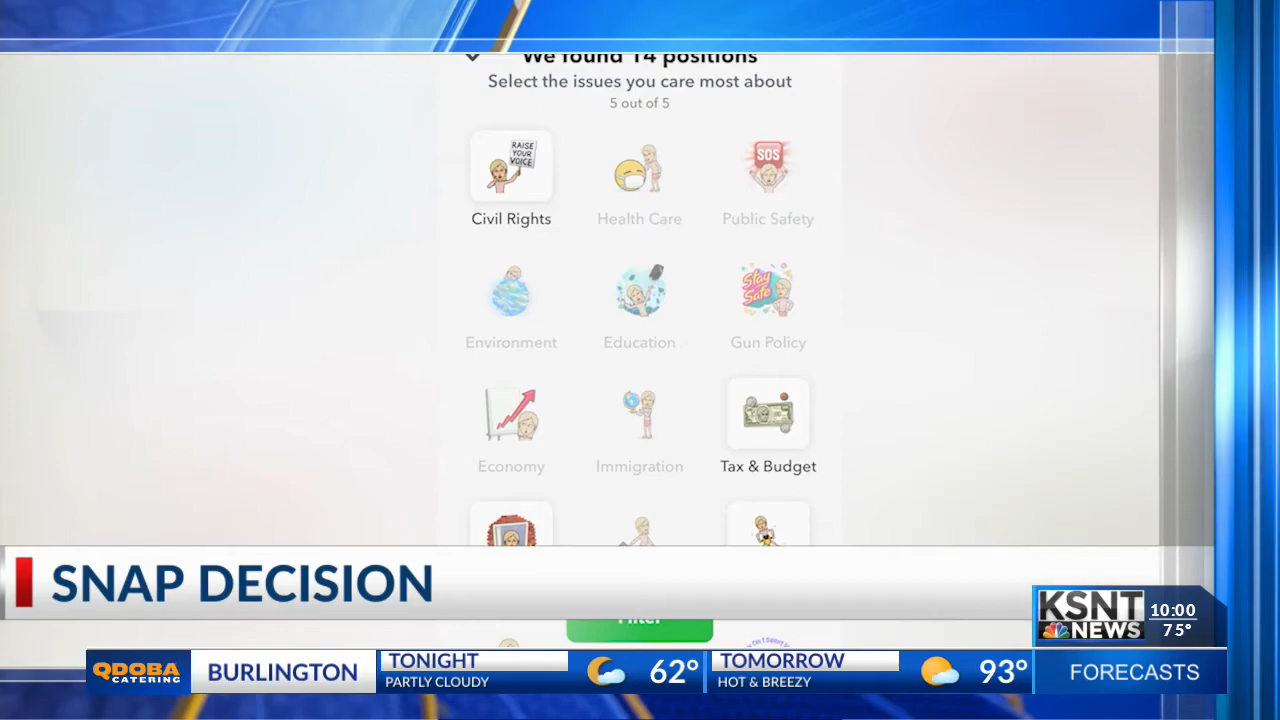 We found 14 positions
Select the issues you care most about
5 out of 5
RAISE
YOUR
VOICE
SOS
Civil Rights
Health Care
Public Safety
Stay
Safe
Environment
Education
Gun Policy
Economy
Immigration
Tax & Budget
SNAP DECISION
Filter
KSNT
NEWS
10:00
75°
QDOBA
CATERING
BURLINGTON
TONIGHT
PARTLY CLOUDY
62°
TOMORROW
HOT & BREEZY
93°
FORECASTS